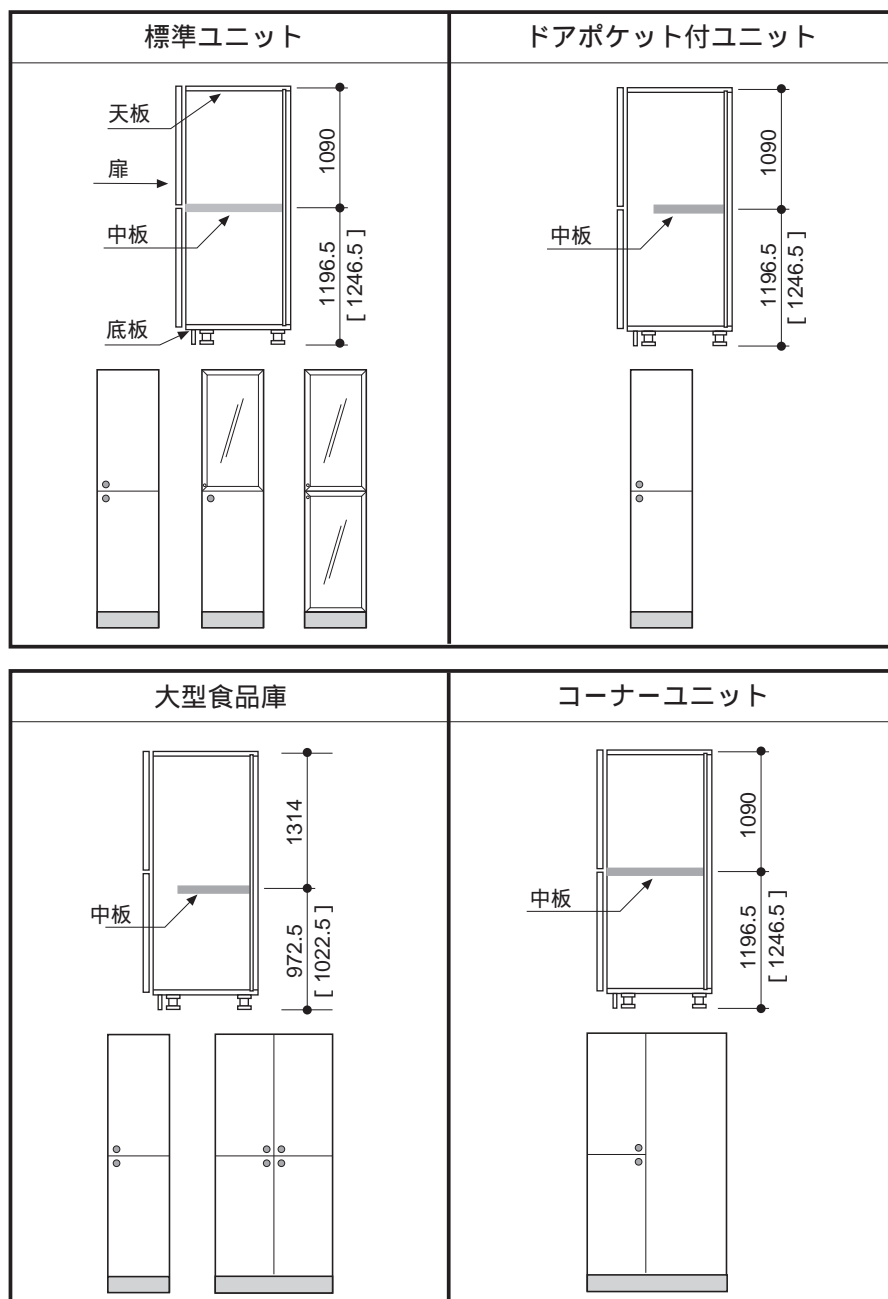 標準ユニット
天板
扉
中板
底板
1090
1196.5
[ 1246.5 ]
ドアポケット付ユニット
中板
1090
1196.5
[ 1246.5 ]
大型食品庫
中板
1314
972.5
[ 1022.5 ]
コーナーユニット
中板
1090
1196.5
[ 1246.5 ]